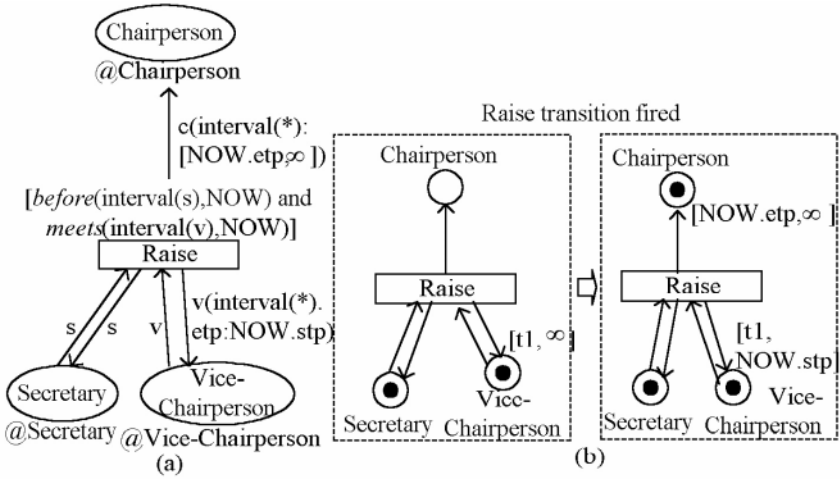 Chairperson
@Chairperson
c(interval(*):
[NOW.etp,∞ ])
[before(interval(s),NOW) and
meets(interval(v),NOW)]
Raise
s
s
v
v(interval(*).
etp:NOW.stp)
Secretary
@Secretary
Vice-
Chairperson
@Vice-Chairperson
(a)
Raise transition fired
Chairperson
Raise
[t1, ∞ ]
Secretary
Vice-
Chairperson
Chairperson
[NOW.etp,∞ ]
Raise
[t1,
NOW.stp]
Secretary
Vice-
Chairperson
(b)